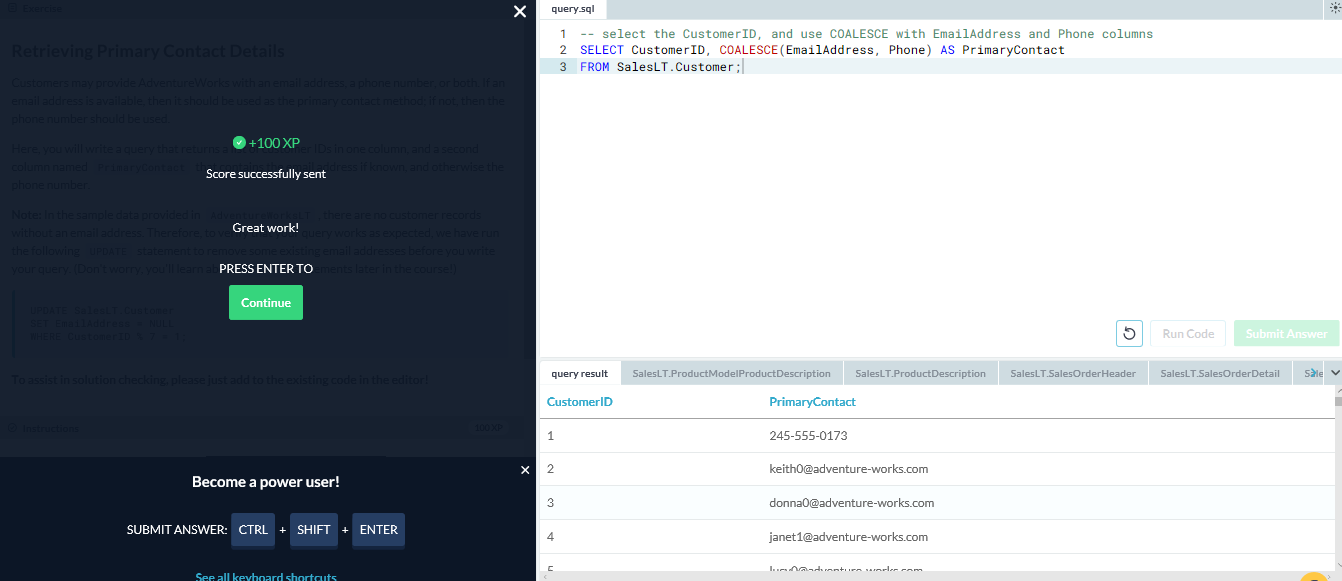 Exercise
Retrieving Primary Contact Details
Customers may provide AdventureWorks with an email address, a phone number, or both. If an
email address is available, then it should be used as the primary contact method; if not, then the
phone number should be used.
Here, you will write a query that returns a er IDs in one column, and a second
column named PrimaryContact that contains the email address if known, and otherwise the
phone number.
Note: In the sample data provided in AdventureWorksLT, there are no customer records
without an email address. Therefore, to verify query works as expected, we have run
the following UPDATE statement to remove some existing email addresses before you write
your query. (Don't worry, you'll learn ements later in the course!)
UPDATE SalesLT.Customer
SET EmailAddress = NULL
WHERE CustomerID % 7 = 1;
To assist in solution checking, please just add to the existing code in the editor!
Instructions
100 XP
+100 XP
Score successfully sent
Great work!
PRESS ENTER TO
Continue
Become a power user!
SUBMIT ANSWER: CTRL + SHIFT + ENTER
See all keyboard shortcuts
query.sql
1 -- select the CustomerID, and use COALESCE with EmailAddress and Phone columns
2 SELECT CustomerID, COALESCE(EmailAddress, Phone) AS PrimaryContact
3 FROM SalesLT.Customer;
Run Code
Submit Answer
query result
SalesLT.ProductModelProductDescription
SalesLT.ProductDescription
SalesLT.SalesOrderHeader
SalesLT.SalesOrderDetail
CustomerID PrimaryContact
1 245-555-0173
2 keith0@adventure-works.com
3 donna0@adventure-works.com
4 janet1@adventure-works.com
5 lucy0@adventure-works.com